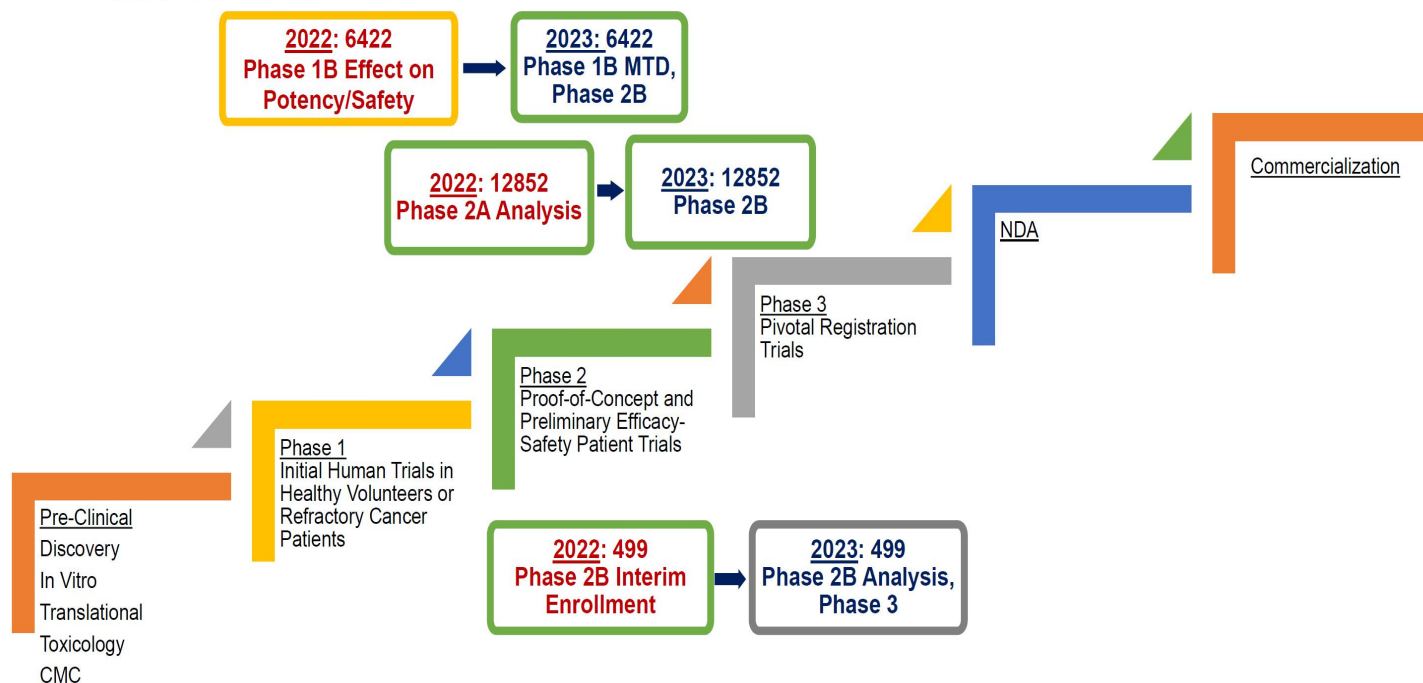 2022: 6422
Phase 1B Effect on
Potency/Safety
2023: 6422
Phase 1B MTD,
Phase 2B
2022: 12852
Phase 2A Analysis
2023: 12852
Phase 2B
Commercialization
NDA
Phase 3
Pivotal Registration
Trials
Phase 2
Proof-of-Concept and
Preliminary Efficacy-
Safety Patient Trials
Phase 1
Initial Human Trials in
Healthy Volunteers or
Refractory Cancer
Patients
Pre-Clinical
Discovery
In Vitro
Translational
Toxicology
CMC
2022: 499
Phase 2B Interim
Enrollment
2023: 499
Phase 2B Analysis,
Phase 3